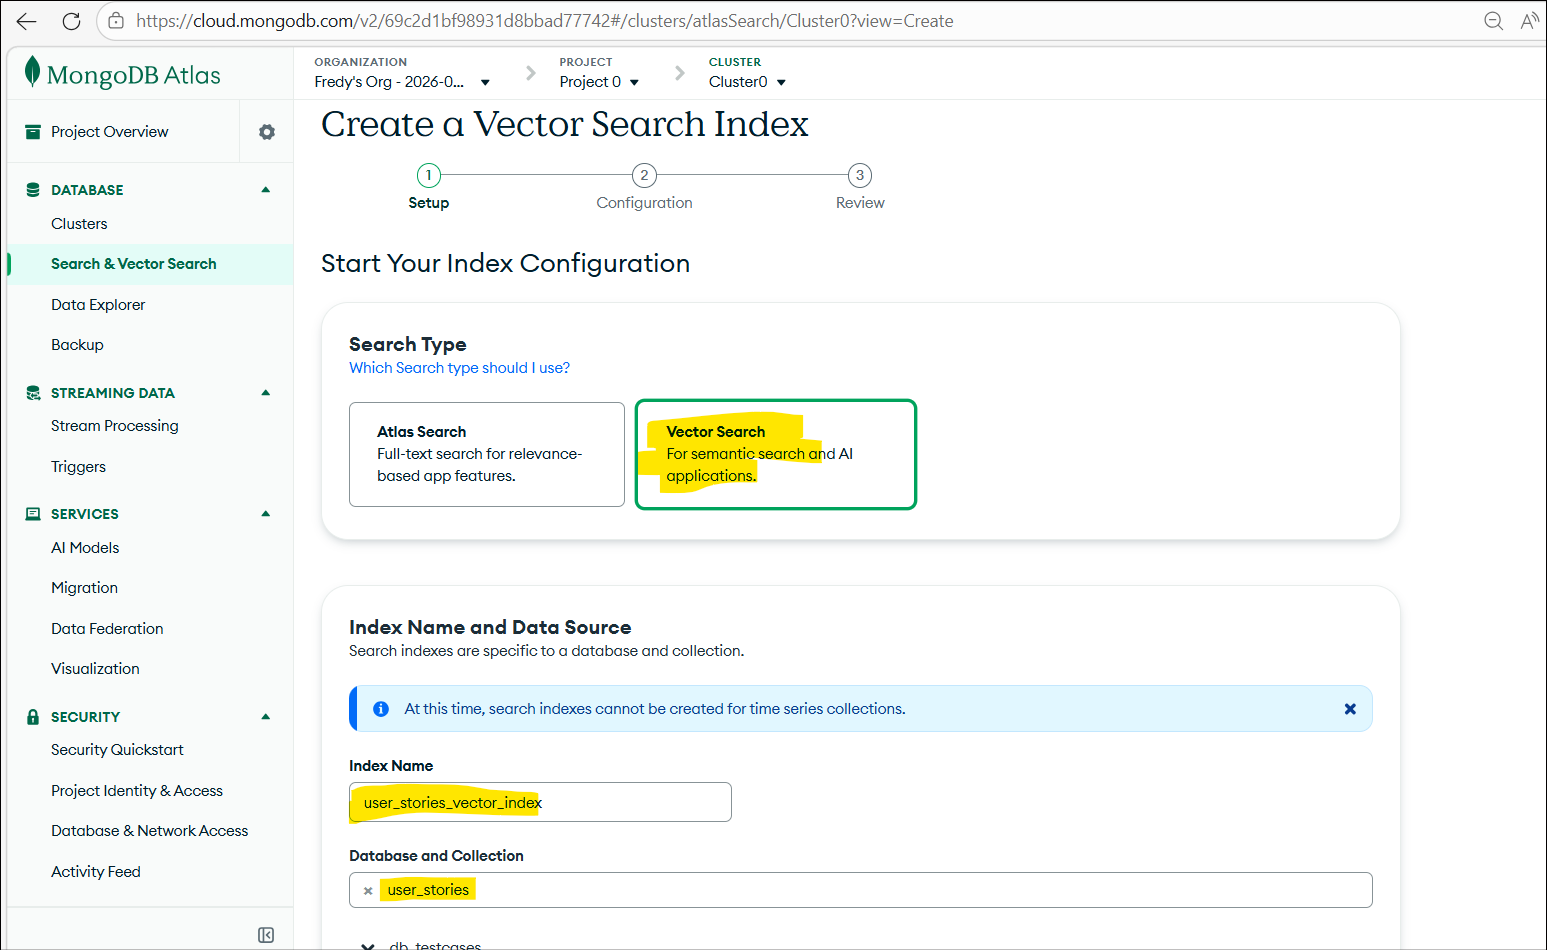 https://cloud.mongodb.com/v2/69c2d1bf98931d8bbad77742#/clusters/atlasSearch/Cluster0?view=Create
MongoDB Atlas
ORGANIZATION
Fredy's Org - 2026-0...
PROJECT
Project 0
CLUSTER
Cluster0
Project Overview
DATABASE
Clusters
Search & Vector Search
Data Explorer
Backup
STREAMING DATA
Stream Processing
Triggers
SERVICES
AI Models
Migration
Data Federation
Visualization
SECURITY
Security Quickstart
Project Identity & Access
Database & Network Access
Activity Feed
Create a Vector Search Index
1
Setup
2
Configuration
3
Review
Start Your Index Configuration
Search Type
Which Search type should I use?
Atlas Search
Full-text search for relevance-
based app features.
Vector Search
For semantic search and AI
applications.
Index Name and Data Source
Search indexes are specific to a database and collection.
At this time, search indexes cannot be created for time series collections.
Index Name
user_stories_vector_index
Database and Collection
user_stories
db_testcases